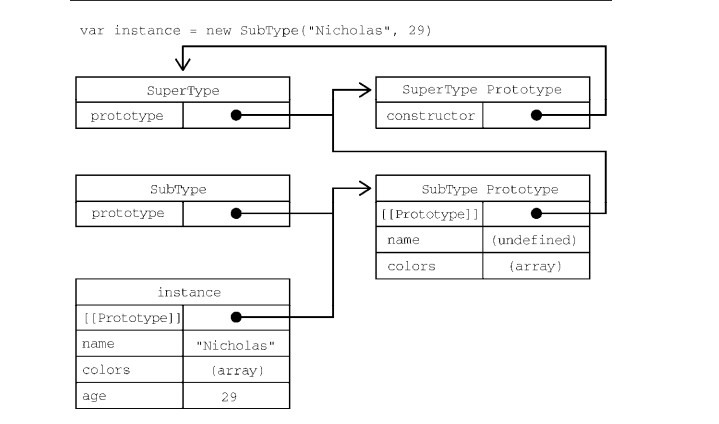 var instance = new SubType("Nicholas", 29)
SuperType
prototype
SuperType Prototype
constructor
SubType
prototype
SubType Prototype
[[Prototype]]
name (undefined)
colors (array)
instance
[[Prototype]]
name "Nicholas"
colors (array)
age 29